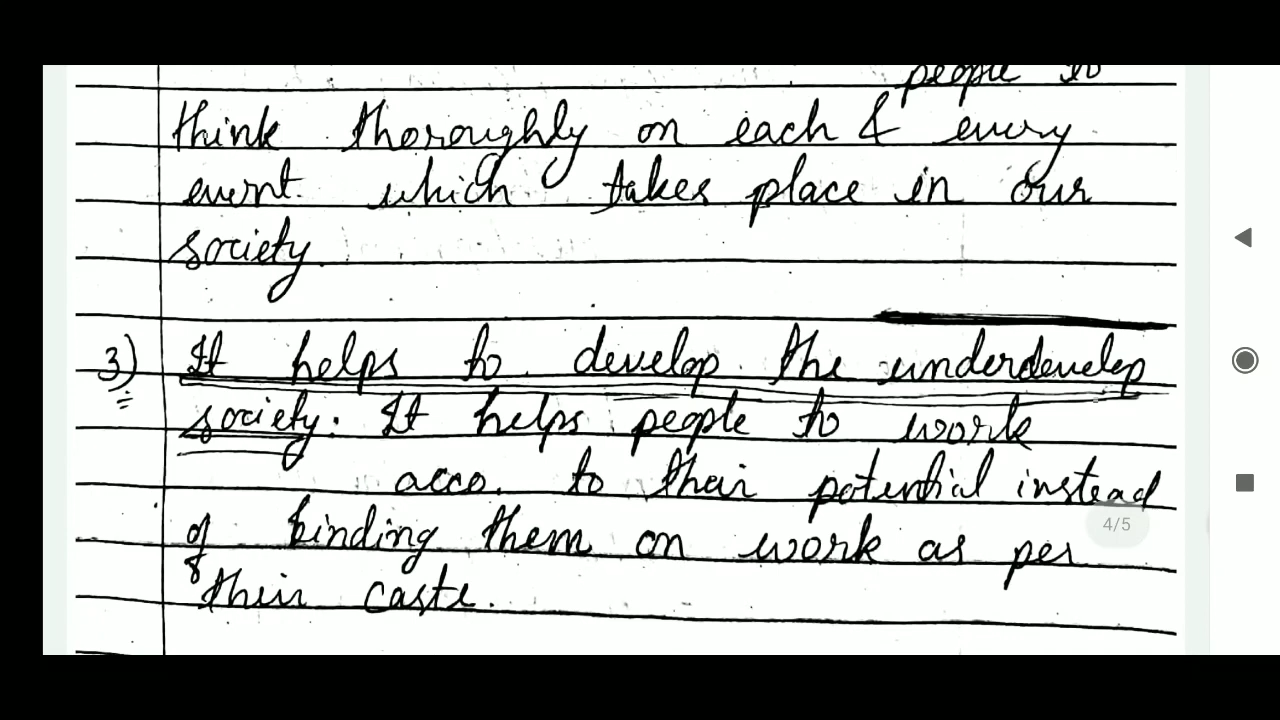 people to
think thoroughly on each & every
event which takes place in our
society.
3) It helps to develop the underdevelop
society. It helps people to work
acco. to their potential instead
of binding them on work as per
their caste.
4/5